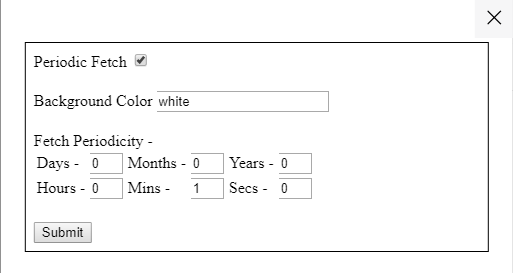 Periodic Fetch
Background Color white
Fetch Periodicity -
Days - 0 Months - 0 Years - 0
Hours - 0 Mins - 1 Secs - 0
Submit